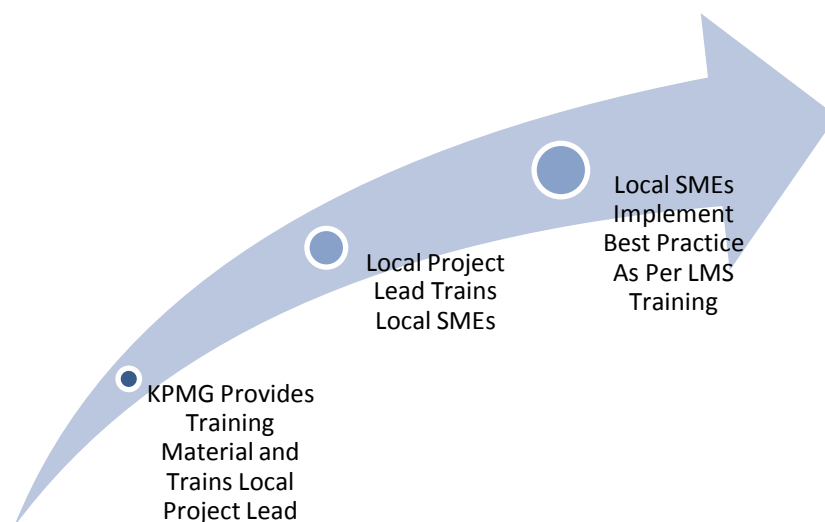 KPMG Provides
Training
Material and
Trains Local
Project Lead
Local Project
Lead Trains
Local SMEs
Local SMEs
Implement
Best Practice
As Per LMS
Training